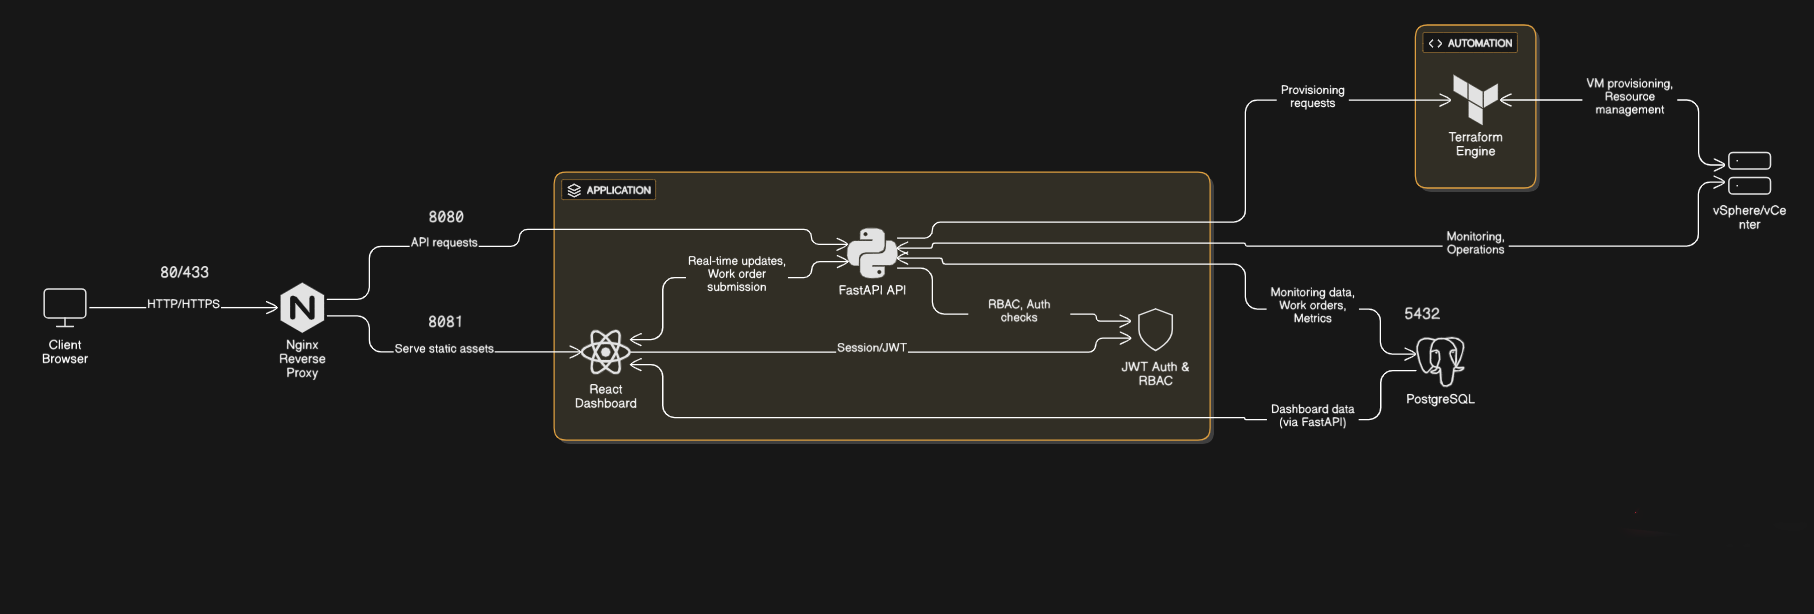 AUTOMATION
Provisioning
requests
VM provisioning,
Resource
management
Terraform
Engine
APPLICATION
vSphere/vCe
nter
8080
API requests
Monitoring,
Operations
Real-time updates,
Work order
submission
FastAPI API
80/433
HTTP/HTTPS
RBAC, Auth
checks
Monitoring data,
Work orders,
Metrics
5432
8081
Serve static assets
Session/JWT
Client
Browser
Nginx
Reverse
Proxy
JWT Auth &
RBAC
React
Dashboard
PostgreSQL
Dashboard data
(via FastAPI)